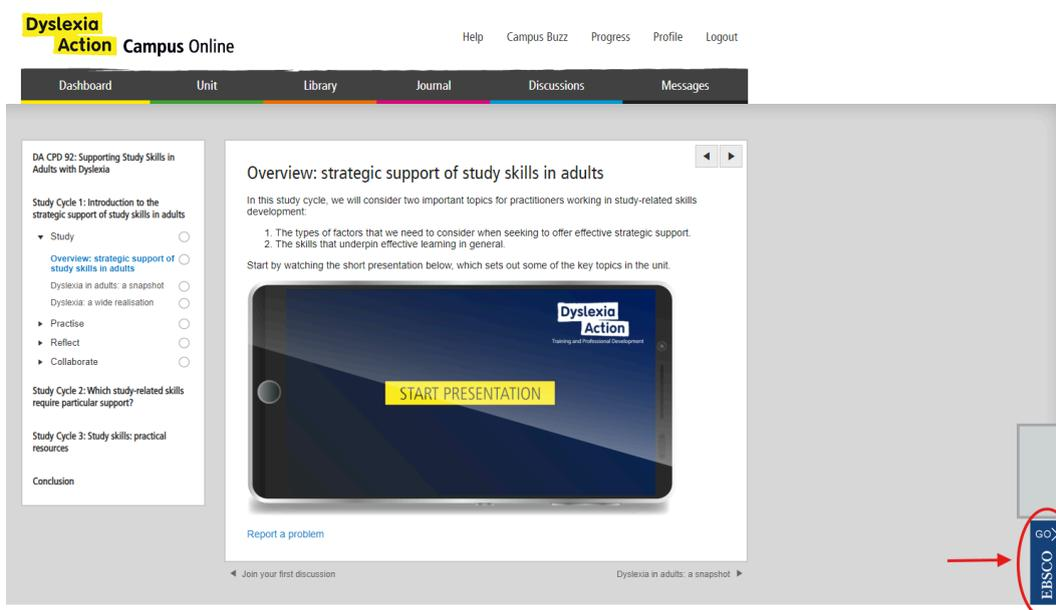 Dyslexia
Action Campus Online
Help Campus Buzz Progress Profile Logout
Dashboard Unit Library Journal Discussions Messages
DA CPD 92: Supporting Study Skills in
Adults with Dyslexia
Study Cycle 1: Introduction to the
strategic support of study skills in adults
Study
Overview: strategic support of
study skills in adults
Dyslexia in adults: a snapshot
Dyslexia: a wide realisation
Practise
Reflect
Collaborate
Study Cycle 2: Which study-related skills
require particular support?
Study Cycle 3: Study skills: practical
resources
Conclusion
Overview: strategic support of study skills in adults
In this study cycle, we will consider two important topics for practitioners working in study-related skills
development:
1. The types of factors that we need to consider when seeking to offer effective strategic support.
2. The skills that underpin effective learning in general.
Start by watching the short presentation below, which sets out some of the key topics in the unit.
Dyslexia
Action
Training and Professional Development
START PRESENTATION
Report a problem
Join your first discussion
Dyslexia in adults: a snapshot
GO
EBSCO